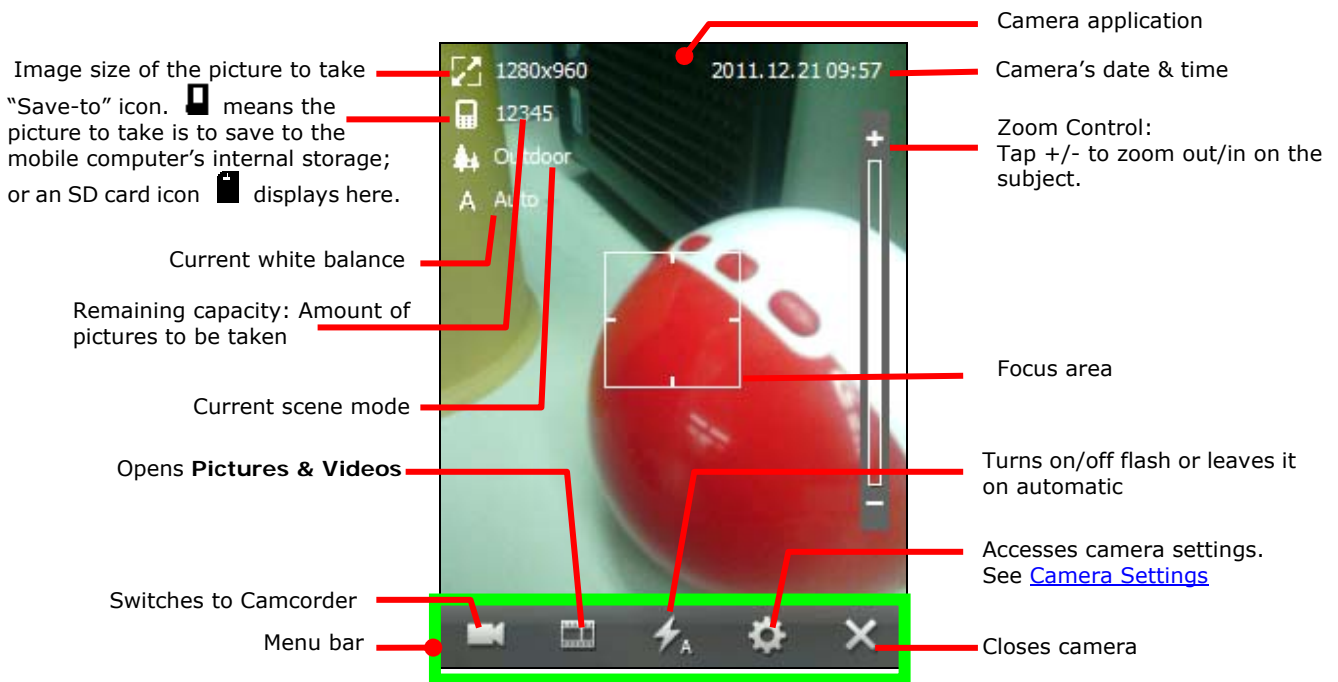 Camera application
Image size of the picture to take
1280x960
2011.12.21 09:57
Camera's date & time
"Save-to" icon. means the
picture to take is to save to the
mobile computer's internal storage;
or an SD card icon displays here.
12345
Outdoor
A Auto
+
Zoom Control:
Tap +/- to zoom out/in on the
subject.
Current white balance
Remaining capacity: Amount of
pictures to be taken
Focus area
Current scene mode
Opens Pictures & Videos
Turns on/off flash or leaves it
on automatic
-
Accesses camera settings.
See Camera Settings
Switches to Camcorder
Menu bar
A
Closes camera